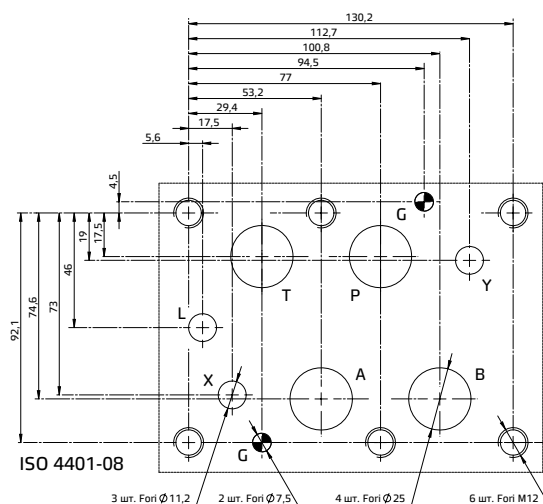 130,2
112,7
100,8
94,5
77
53,2
29,4
17,5
5,6
4,5
G
17,5
19
46
73
74,6
92,1
T
P
Y
L
X
A
B
G
ISO 4401-08
3 шт. Fori Ø 11,2
2 шт. Fori Ø 7,5
4 шт. Fori Ø 25
6 шт. Fori M12